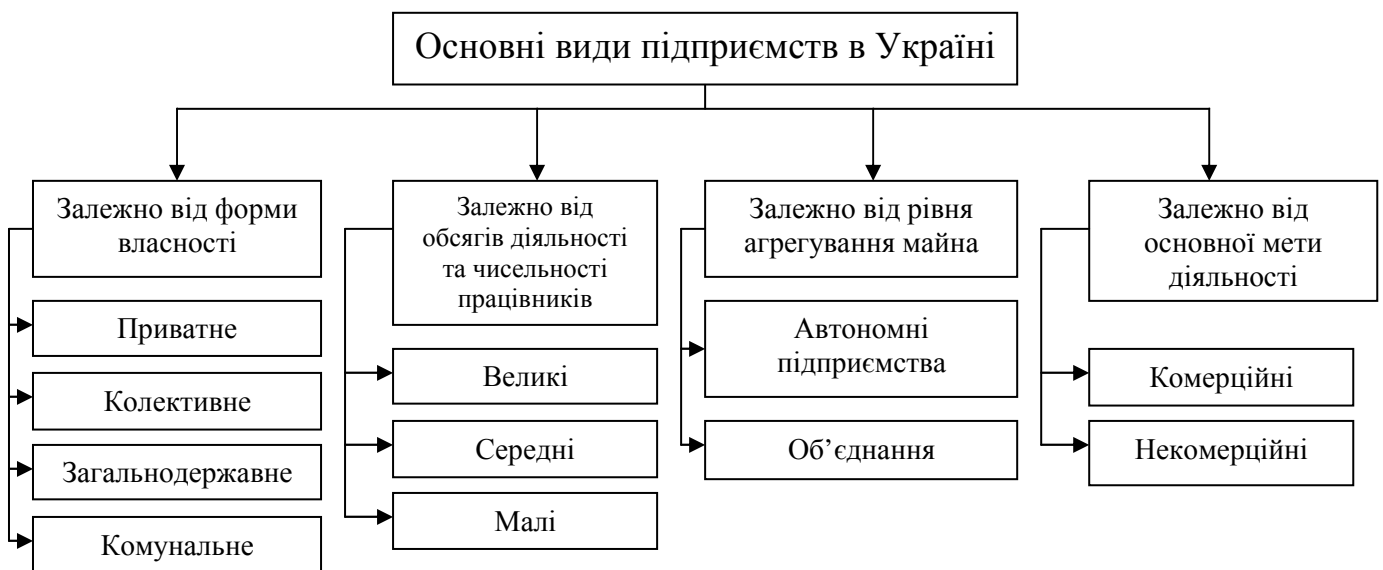 Основні види підприємств в Україні
Залежно від форми
власності
Приватне
Колективне
Загальнодержавне
Комунальне
Залежно від
обсягів діяльності
та чисельності
працівників
Великі
Середні
Малі
Залежно від рівня
агрегування майна
Автономні
підприємства
Об’єднання
Залежно від
основної мети
діяльності
Комерційні
Некомерційні